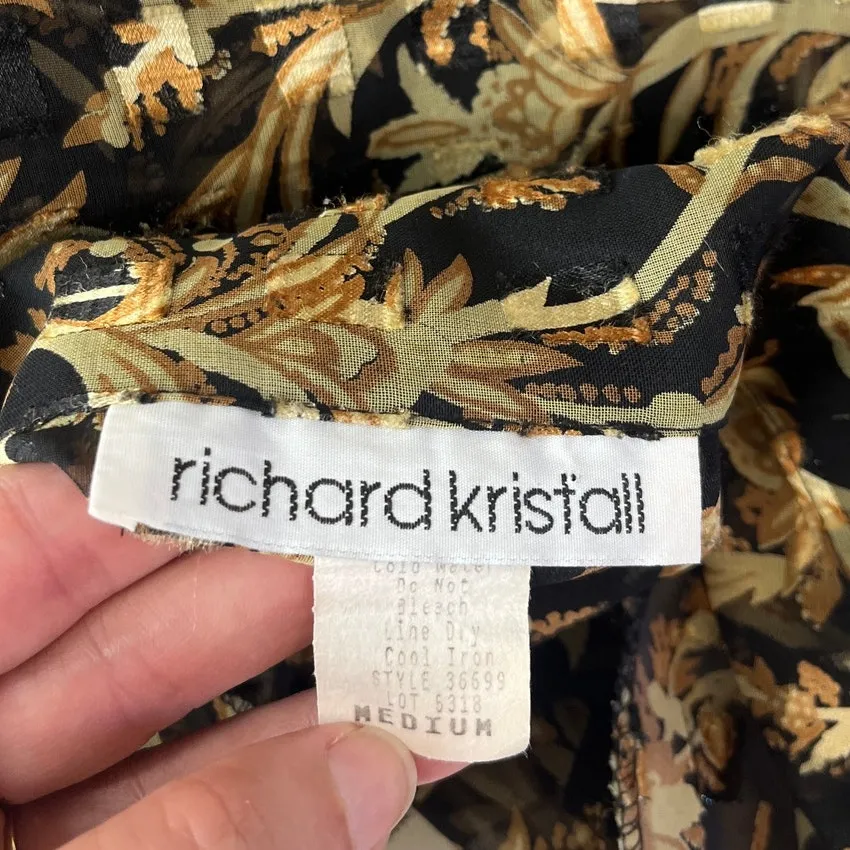 richard kristall
Cold Water
Do Not
Bleach
Line Dry
Cool Iron
STYLE 36699
LOT 6318
MEDIUM